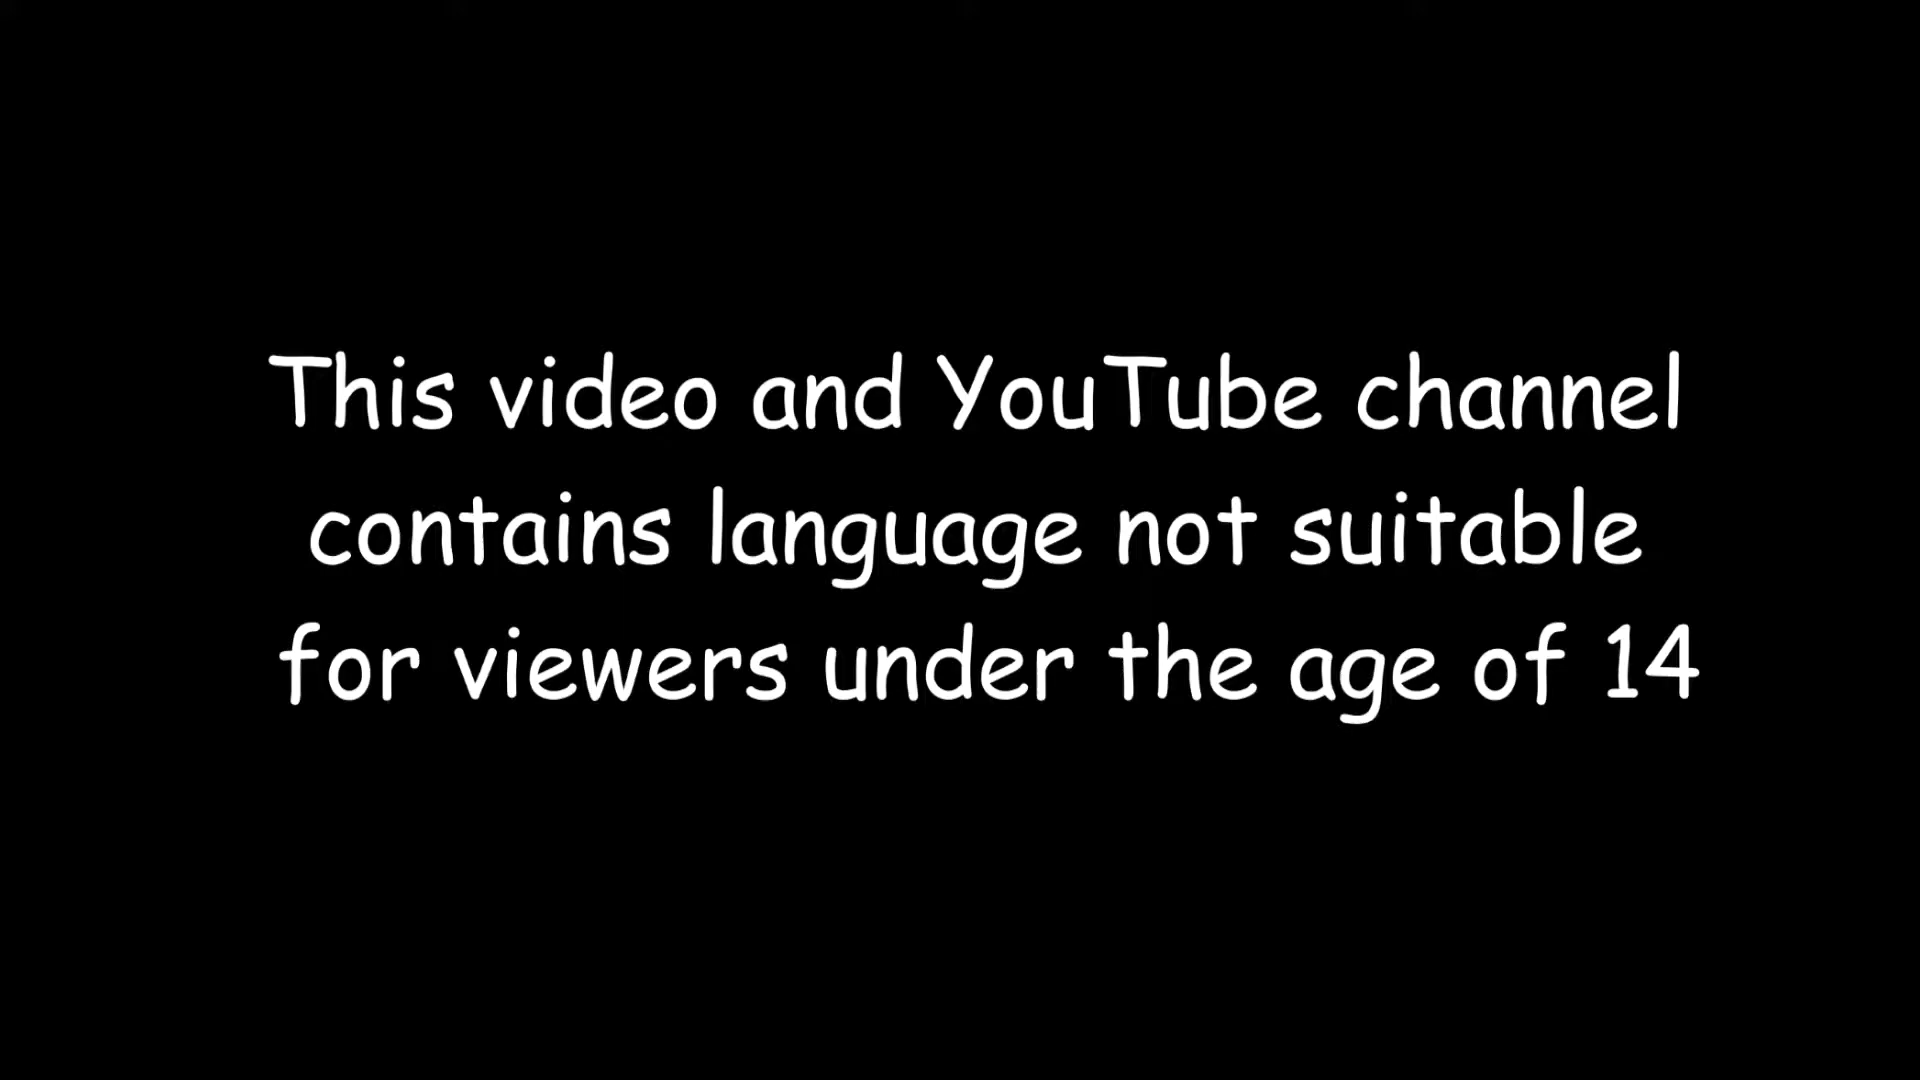 This video and YouTube channel
contains language not suitable
for viewers under the age of 14